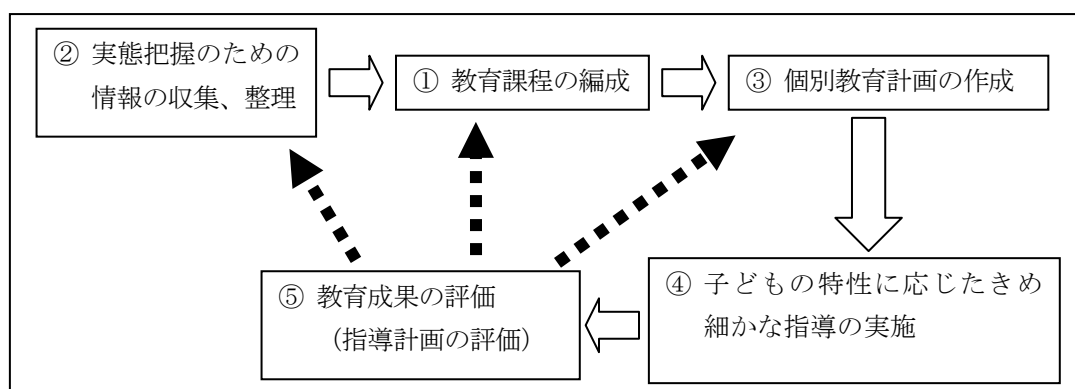 ② 実態把握のための
情報の収集、整理
① 教育課程の編成
③ 個別教育計画の作成
④ 子どもの特性に応じたきめ
細かな指導の実施
⑤ 教育成果の評価
（指導計画の評価）